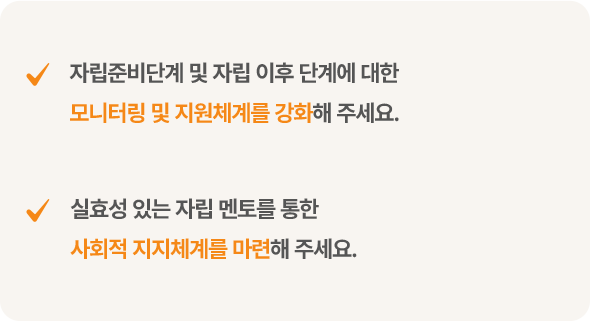 자립준비단계 및 자립 이후 단계에 대한
모니터링 및 지원체계를 강화해 주세요.
실효성 있는 자립 멘토를 통한
사회적 지지체계를 마련해 주세요.